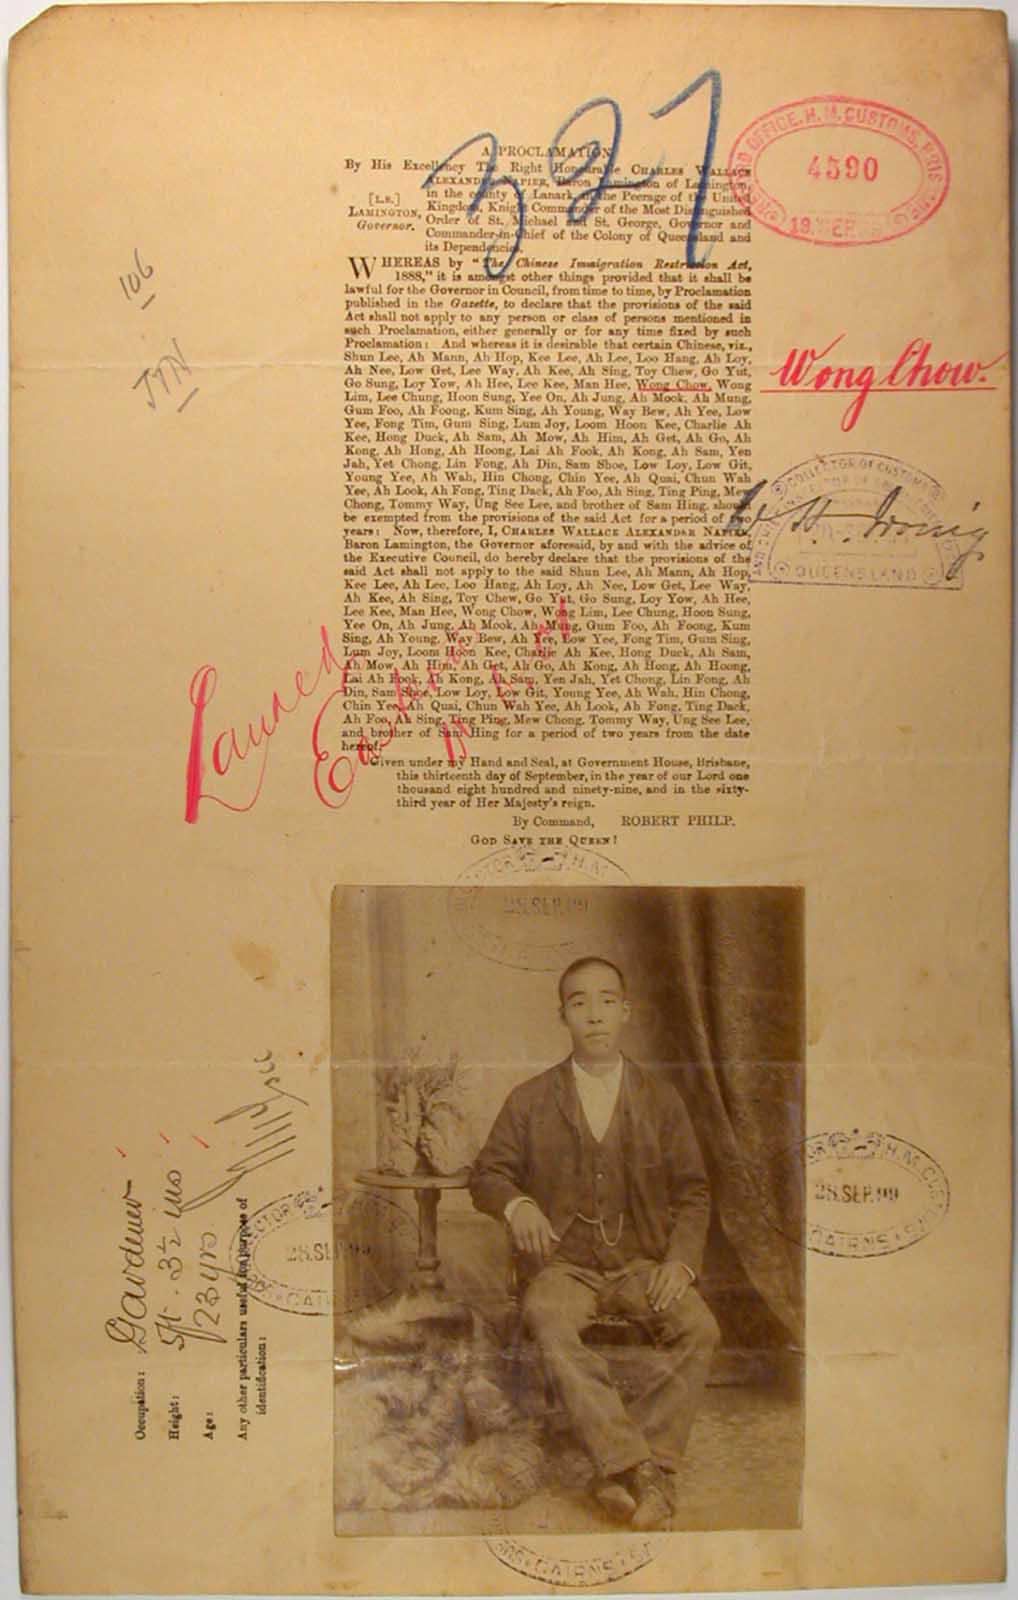 327
A PROCLAMATION
By His Excellency The Right Honourable CHARLES WALLACE
ALEXANDER NAPIER, Baron Lamington of Lamington,
in the county of Lanark, in the Peerage of the United
Kingdom, Knight Commander of the Most Distinguished
Order of St. Michael and St. George, Governor and
Commander-in-Chief of the Colony of Queensland and
its Dependencies.
[L.S.]
LAMINGTON,
Governor.
WHEREAS by "The Chinese Immigration Restriction Act,
1888," it is amongst other things provided that it shall be
lawful for the Governor in Council, from time to time, by Proclamation
published in the Gazette, to declare that the provisions of the said
Act shall not apply to any person or class of persons mentioned in
such Proclamation, either generally or for any time fixed by such
Proclamation: And whereas it is desirable that certain Chinese, viz.,
Shun Lee, Ah Mann, Ah Hop, Kee Lee, Ah Lee, Loo Hang, Ah Loy,
Ah Nee, Low Get, Lee Way, Ah Kee, Ah Sing, Toy Chew, Go Yut,
Go Sung, Loy Yow, Ah Hee, Lee Kee, Man Hee, Wong Chow, Wong
Lim, Lee Chung, Hoon Sung, Yee On, Ah Jung, Ah Mook, Ah Mung,
Gum Foo, Ah Foong, Kum Sing, Ah Young, Way Bew, Ah Yee, Low
Yee, Fong Tim, Gum Sing, Lum Joy, Loom Hoon Kee, Charlie Ah
Kee, Hong Duck, Ah Sam, Ah Mow, Ah Him, Ah Get, Ah Go, Ah
Kong, Ah Hong, Ah Hoong, Lai Ah Fook, Ah Kong, Ah Sam, Yen
Jah, Yet Chong, Lin Fong, Ah Din, Sam Shoe, Low Loy, Low Git,
Young Yee, Ah Wah, Hin Chong, Chin Yee, Ah Quai, Chun Wah
Yee, Ah Look, Ah Fong, Ting Dack, Ah Foo, Ah Sing, Ting Ping, Mew
Chong, Tommy Way, Ung See Lee, and brother of Sam Hing, should
be exempted from the provisions of the said Act for a period of two
years: Now, therefore, I, CHARLES WALLACE ALEXANDER NAPIER,
Baron Lamington, the Governor aforesaid, by and with the advice of
the Executive Council, do hereby declare that the provisions of the
said Act shall not apply to the said Shun Lee, Ah Mann, Ah Hop,
Kee Lee, Ah Lee, Loo Hang, Ah Loy, Ah Nee, Low Get, Lee Way,
Ah Kee, Ah Sing, Toy Chew, Go Yut, Go Sung, Loy Yow, Ah Hee,
Lee Kee, Man Hee, Wong Chow, Wong Lim, Lee Chung, Hoon Sung,
Yee On, Ah Jung, Ah Mook, Ah Mung, Gum Foo, Ah Foong, Kum
Sing, Ah Young, Way Bew, Ah Yee, Low Yee, Fong Tim, Gum Sing,
Lum Joy, Loom Hoon Kee, Charlie Ah Kee, Hong Duck, Ah Sam,
Ah Mow, Ah Him, Ah Get, Ah Go, Ah Kong, Ah Hong, Ah Hoong,
Lai Ah Fook, Ah Kong, Ah Sam, Yen Jah, Yet Chong, Lin Fong, Ah
Din, Sam Shoe, Low Loy, Low Git, Young Yee, Ah Wah, Hin Chong,
Chin Yee, Ah Quai, Chun Wah Yee, Ah Look, Ah Fong, Ting Dack,
Ah Foo, Ah Sing, Ting Ping, Mew Chong, Tommy Way, Ung See Lee,
and brother of Sam Hing for a period of two years from the date
hereof:
Given under my Hand and Seal, at Government House, Brisbane,
this thirteenth day of September, in the year of our Lord one
thousand eight hundred and ninety-nine, and in the sixty-
third year of Her Majesty's reign.
By Command, ROBERT PHILP.
GOD SAVE THE QUEEN!
OFFICE, H. M. CUSTOMS,
4590
106
Wong Chow.
COLLECTOR OF CUSTOMS
QUEENSLAND
W. H. Irving
Landed
H.M.
28.SEP.99
H.M. CUSTOMS
28.SEP.99
CAIRNS
28.SEP.99
CAIRNS
Occupation: Gardener
Height: 5ft. 3½ ins
Age: 23 yrs
Any other particulars useful for purpose of
identification: